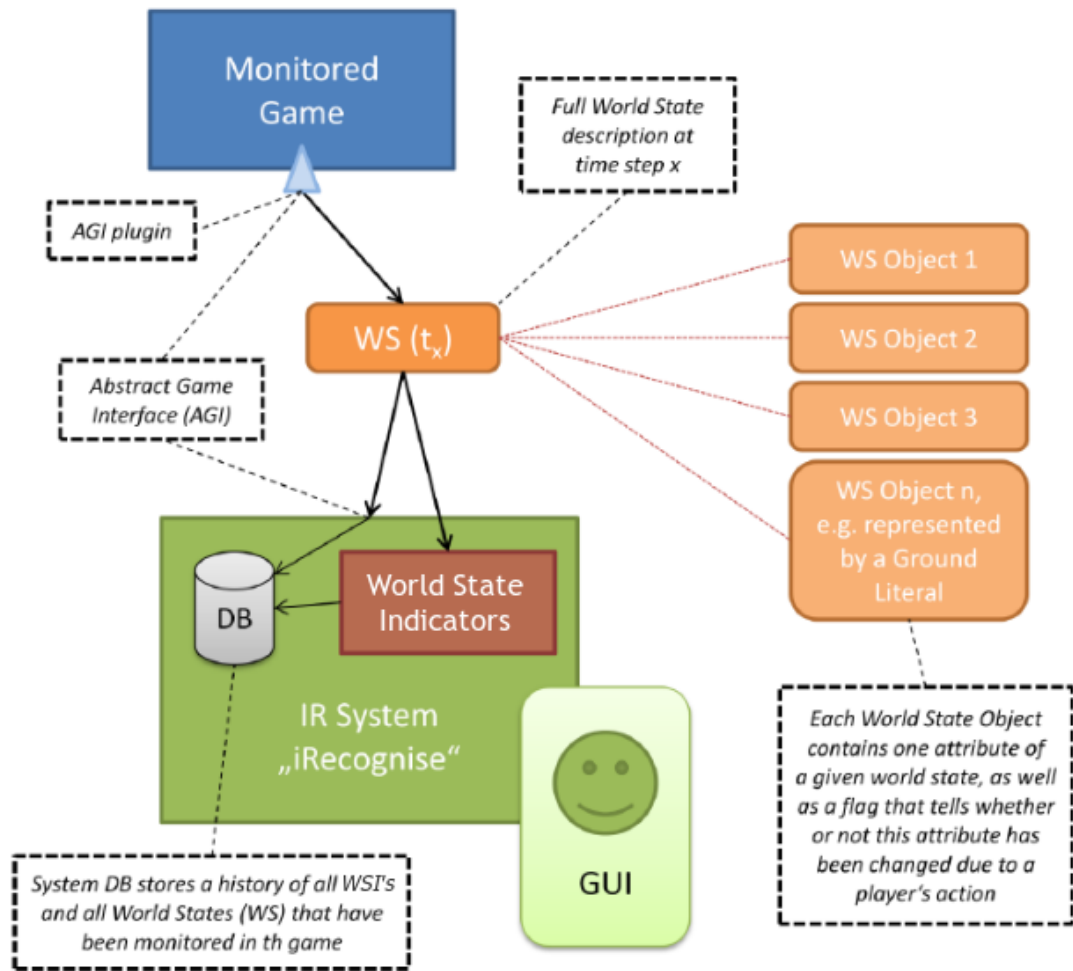 Monitored
Game
Full World State
description at
time step x
AGI plugin
WS Object 1
WS (tx)
WS Object 2
Abstract Game
Interface (AGI)
WS Object 3
WS Object n,
e.g. represented
by a Ground
Literal
World State
Indicators
DB
IR System
„iRecognise“
Each World State Object
contains one attribute of
a given world state, as well
as a flag that tells whether
or not this attribute has
been changed due to a
player's action
GUI
System DB stores a history of all WSI's
and all World States (WS) that have
been monitored in th game